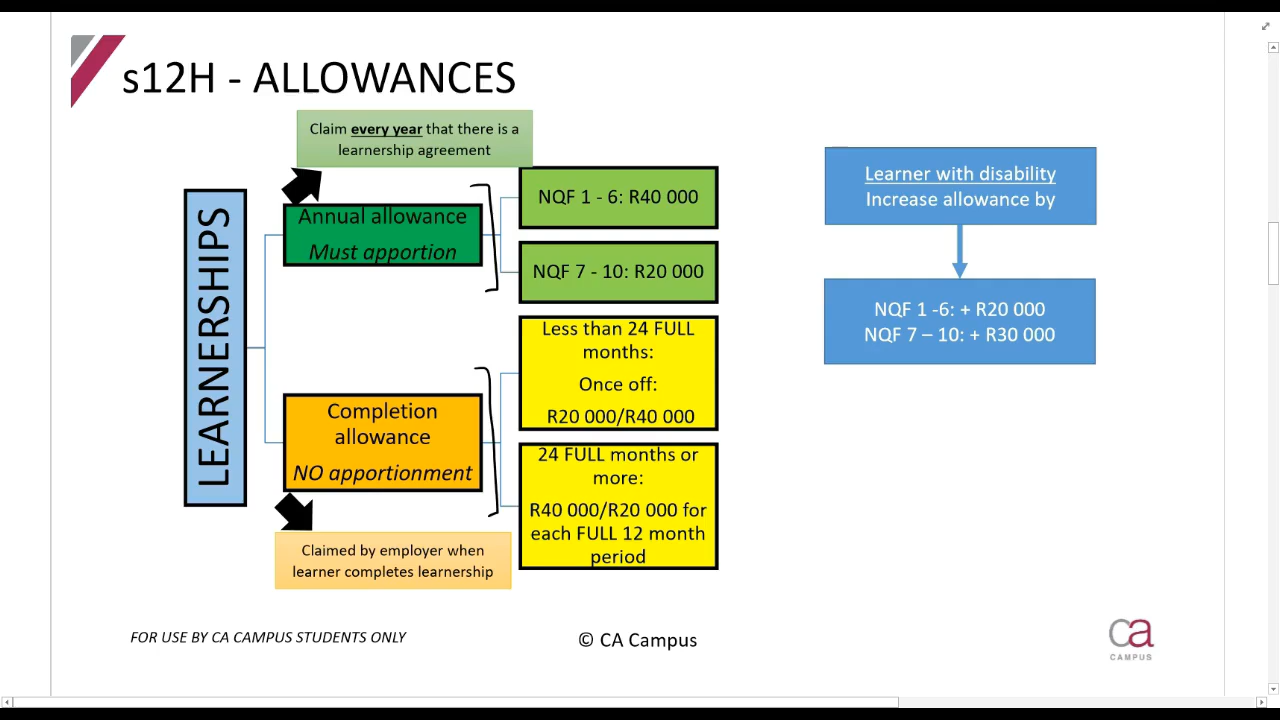 s12H - ALLOWANCES
Claim every year that there is a
learnership agreement
LEARNERSHIPS
Annual allowance
Must apportion
NQF 1 - 6: R40 000
NQF 7 - 10: R20 000
Completion
allowance
NO apportionment
Less than 24 FULL
months:
Once off:
R20 000/R40 000
24 FULL months or
more:
R40 000/R20 000 for
each FULL 12 month
period
Claimed by employer when
learner completes learnership
Learner with disability
Increase allowance by
NQF 1 -6: + R20 000
NQF 7 – 10: + R30 000
FOR USE BY CA CAMPUS STUDENTS ONLY
© CA Campus
ca
CAMPUS